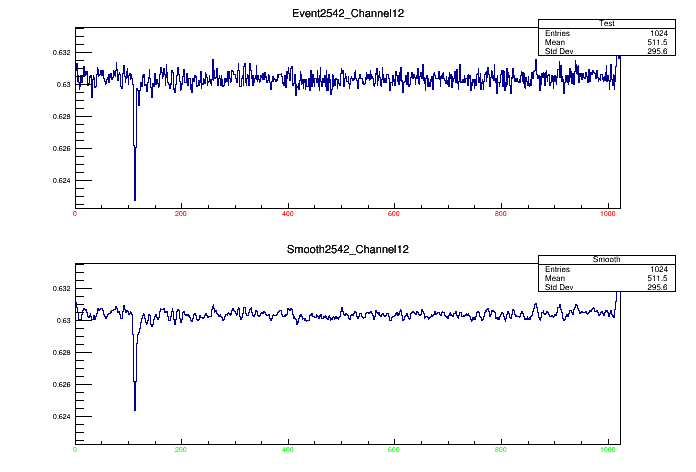 Event2542_Channel12
Test
Entries 1024
Mean 511.5
Std Dev 295.6
0.632
0.63
0.628
0.626
0.624
0 200 400 600 800 1000
Smooth2542_Channel12
Smooth
Entries 1024
Mean 511.5
Std Dev 295.6
0.632
0.63
0.628
0.626
0.624
0 200 400 600 800 1000